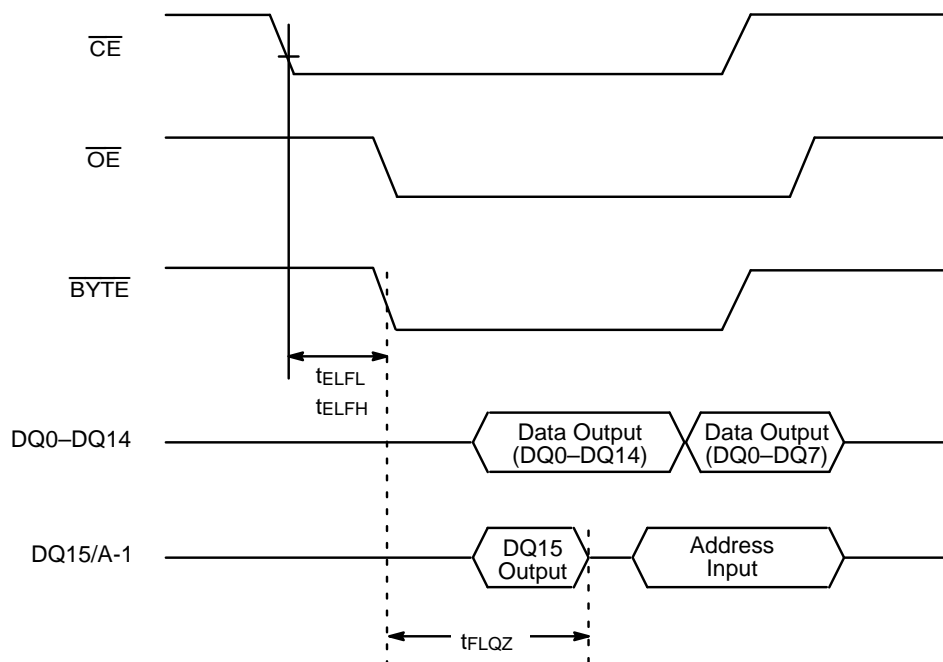 CE
OE
BYTE
tELFL
tELFH
DQ0–DQ14
Data Output
(DQ0–DQ14)
Data Output
(DQ0–DQ7)
DQ15/A-1
DQ15
Output
Address
Input
tFLQZ